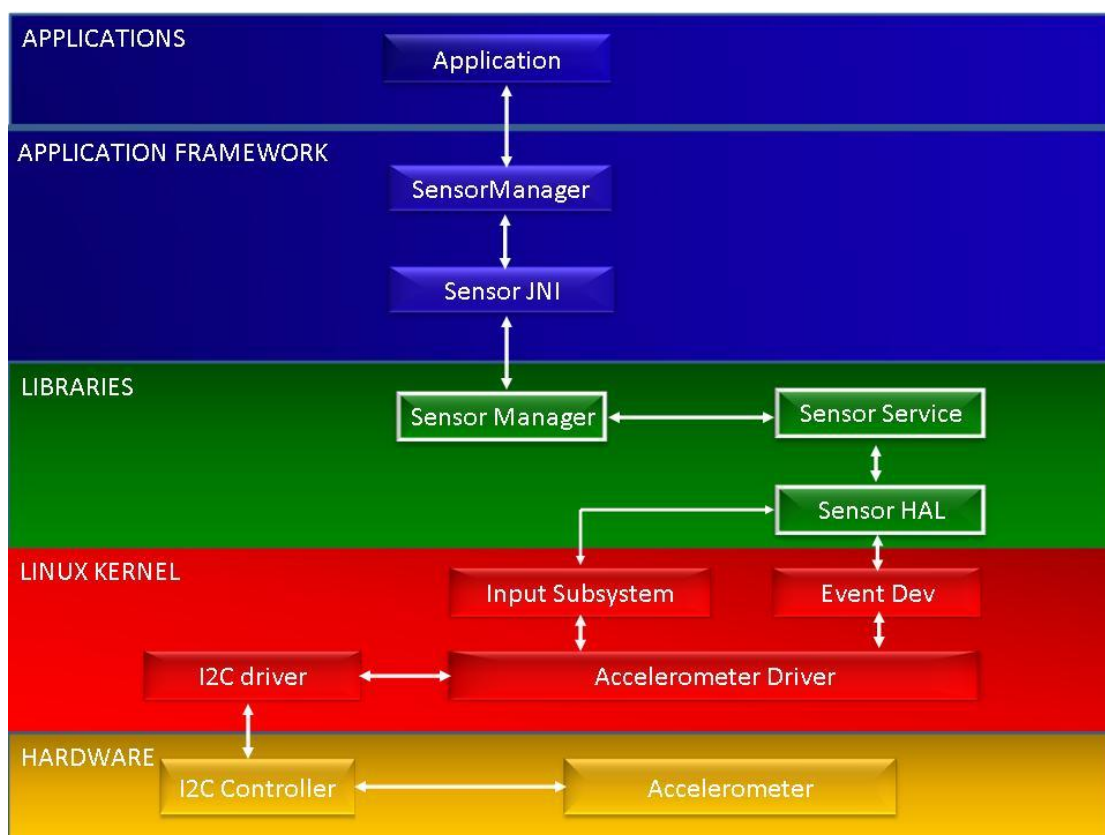 APPLICATIONS
Application
APPLICATION FRAMEWORK
SensorManager
Sensor JNI
LIBRARIES
Sensor Manager
Sensor Service
Sensor HAL
LINUX KERNEL
Input Subsystem
Event Dev
I2C driver
Accelerometer Driver
HARDWARE
I2C Controller
Accelerometer